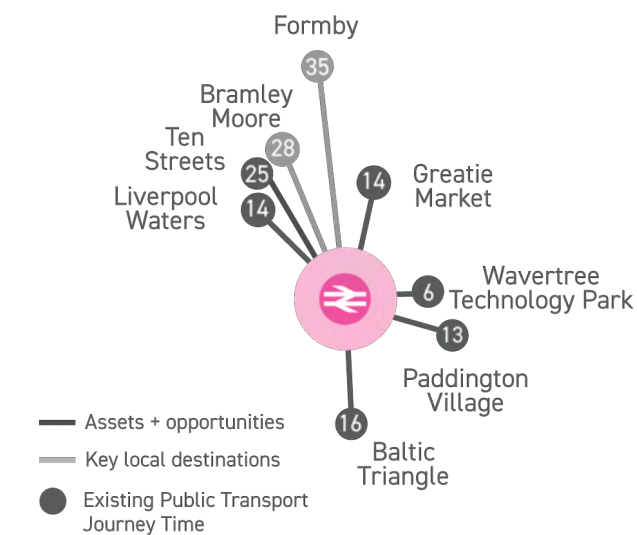 Formby
35
Bramley
Moore
28
Ten
Streets
25
Liverpool
Waters
14
14
Greatie
Market
6
Wavertree
Technology Park
13
Paddington
Village
16
Baltic
Triangle
Assets + opportunities
Key local destinations
Existing Public Transport
Journey Time